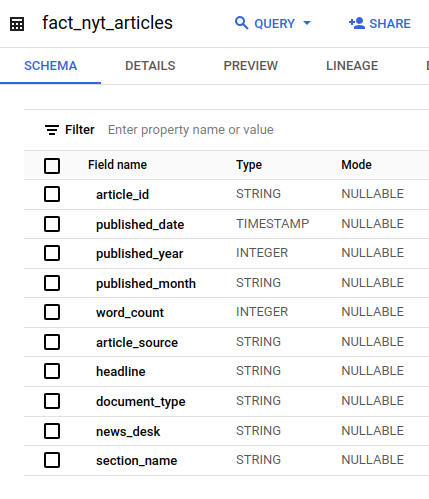 fact_nyt_articles QUERY SHARE
SCHEMA DETAILS PREVIEW LINEAGE
Filter Enter property name or value
Field name Type Mode
article_id STRING NULLABLE
published_date TIMESTAMP NULLABLE
published_year INTEGER NULLABLE
published_month STRING NULLABLE
word_count INTEGER NULLABLE
article_source STRING NULLABLE
headline STRING NULLABLE
document_type STRING NULLABLE
news_desk STRING NULLABLE
section_name STRING NULLABLE